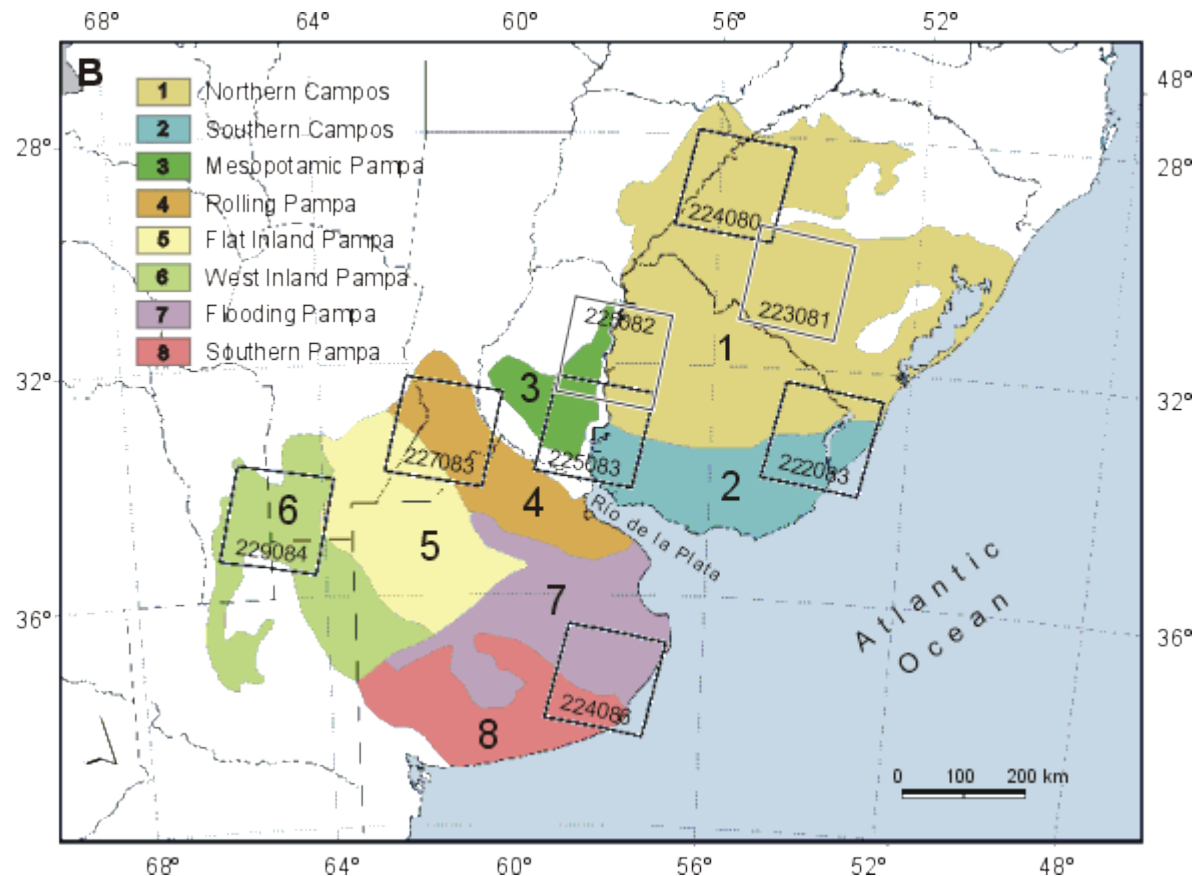 68° 64° 60° 56° 52°
B
1 Northern Campos
2 Southern Campos
3 Mesopotamic Pampa
4 Rolling Pampa
5 Flat Inland Pampa
6 West Inland Pampa
7 Flooding Pampa
8 Southern Pampa
48°
28°
28°
224080
223081
225082
1
32°
3
32°
227083
225083
222083
2
6
4
Río de la Plata
229084
5
7
Atlantic
Ocean
36°
36°
224086
8
0 100 200 km
68° 64° 60° 56° 52° 48°